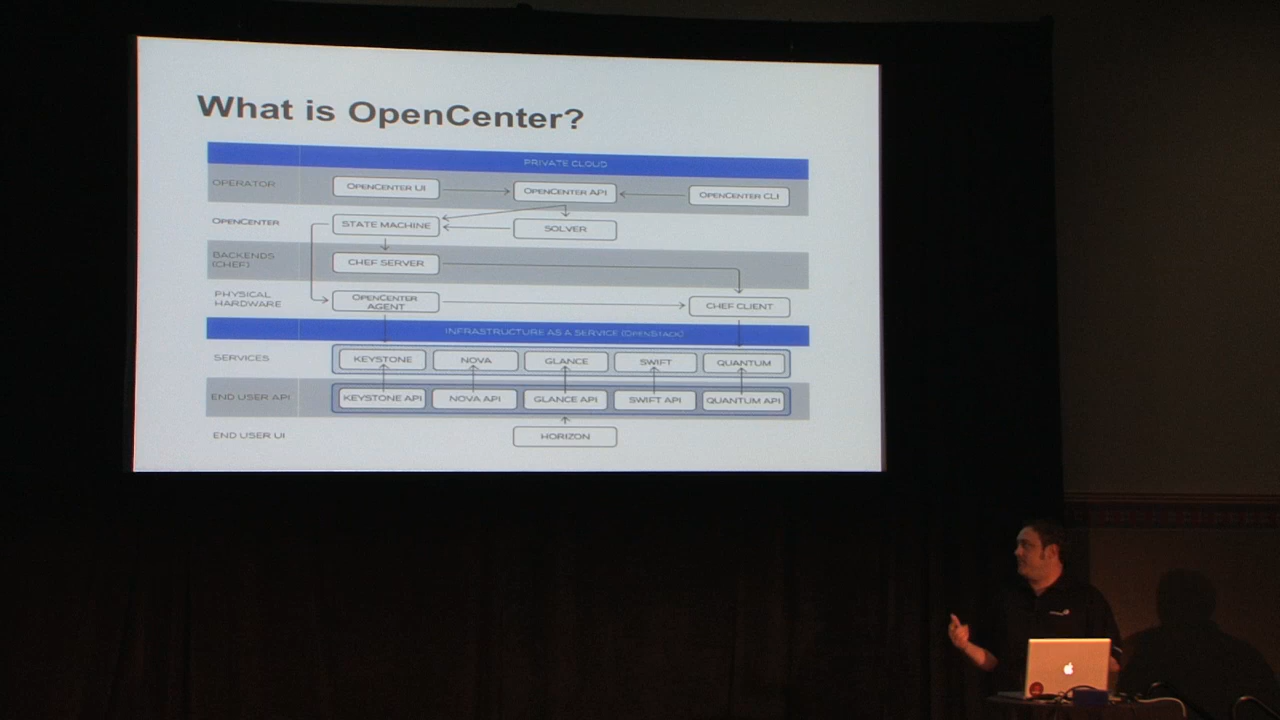 What is OpenCenter?
PRIVATE CLOUD
OPERATOR
OPENCENTER UI
OPENCENTER API
OPENCENTER CLI
OPENCENTER
STATE MACHINE
SOLVER
BACKENDS
(CHEF)
CHEF SERVER
PHYSICAL
HARDWARE
OPENCENTER
AGENT
CHEF CLIENT
INFRASTRUCTURE AS A SERVICE (OPENSTACK)
SERVICES
KEYSTONE
NOVA
GLANCE
SWIFT
QUANTUM
END USER API
KEYSTONE API
NOVA API
GLANCE API
SWIFT API
QUANTUM API
END USER UI
HORIZON